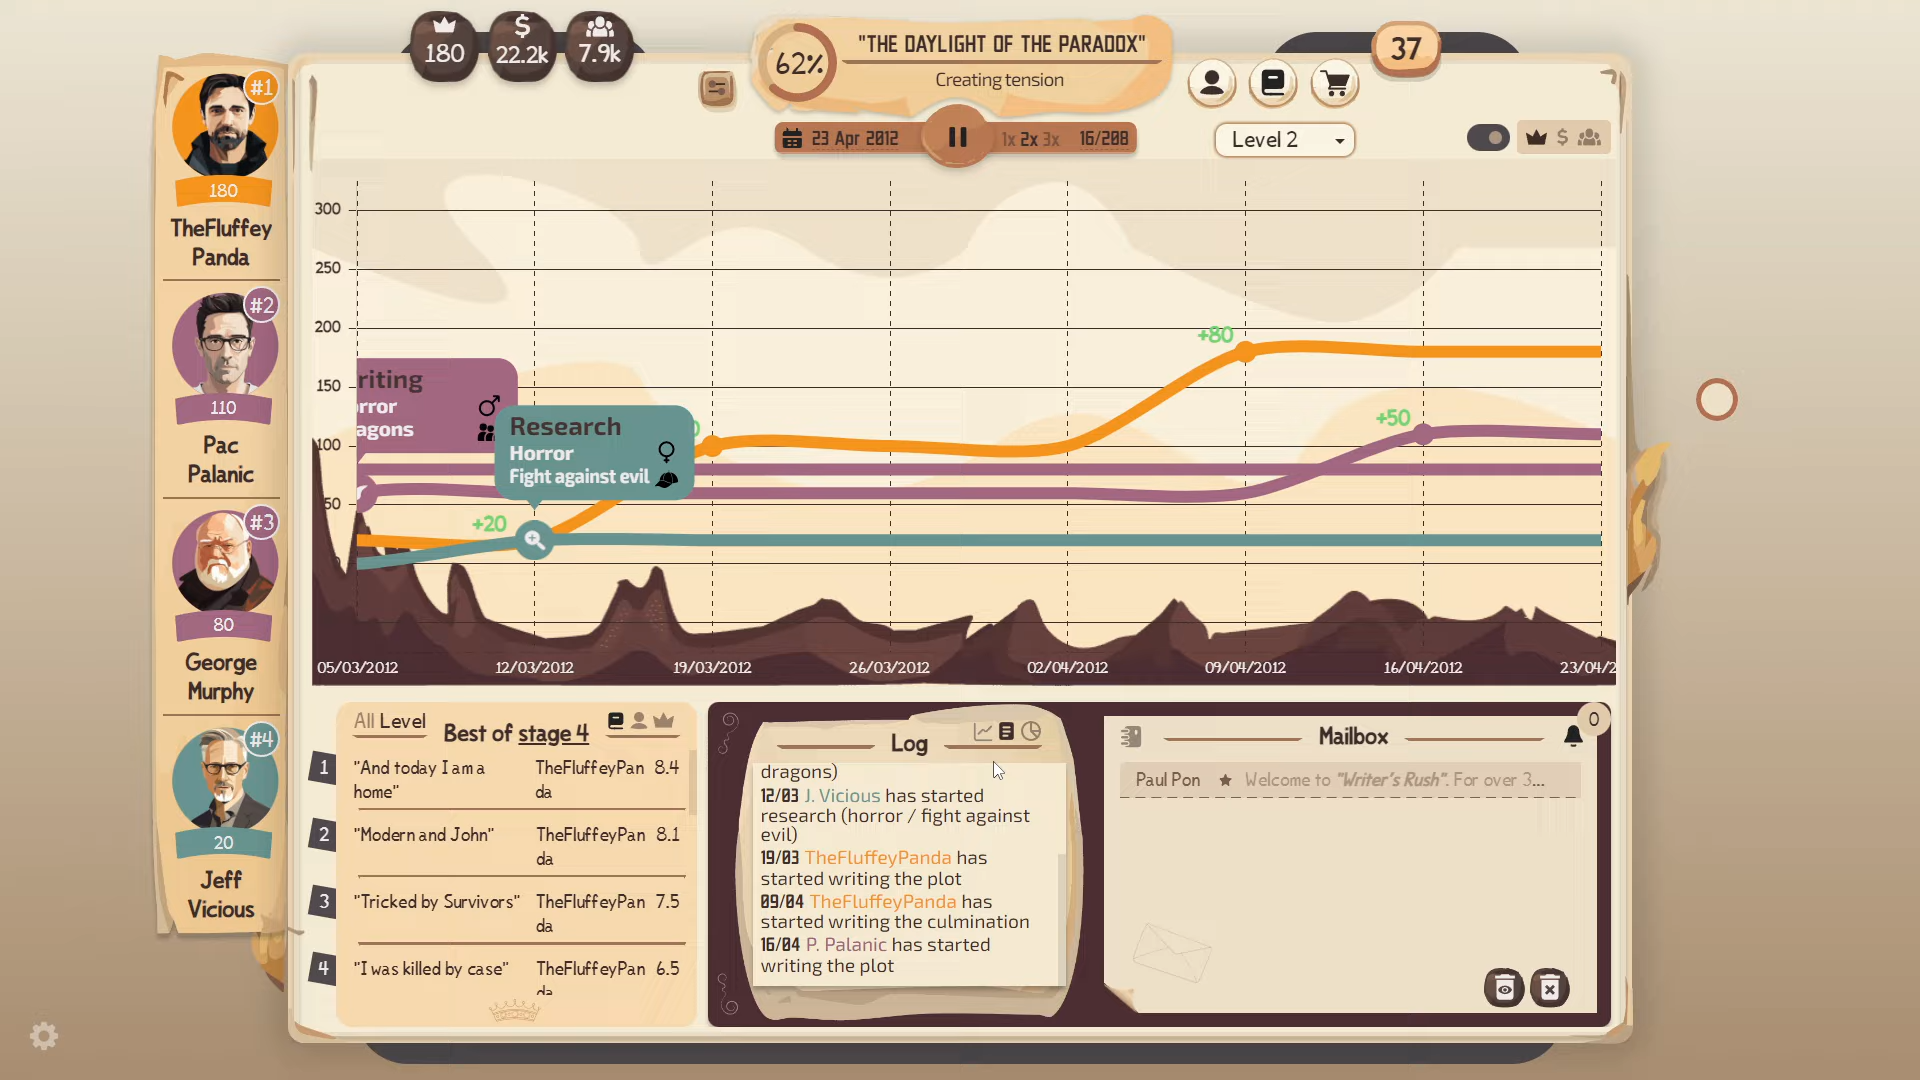 180
$
22.2k
7.9k
62%
"THE DAYLIGHT OF THE PARADOX"
Creating tension
37
23 Apr 2012
1x 2x 3x
16/208
Level 2
$
#1
180
TheFluffey
Panda
#2
110
Pac
Palanic
#3
80
George
Murphy
#4
20
Jeff
Vicious
300
250
200
150
100
50
riting
rror
agons
Research
Horror
Fight against evil
+20
+80
+50
05/03/2012
12/03/2012
19/03/2012
26/03/2012
02/04/2012
09/04/2012
16/04/2012
23/04/2
All Level
Best of stage 4
1 "And today I am a home" TheFluffeyPanda 8.4
2 "Modern and John" TheFluffeyPanda 8.1
3 "Tricked by Survivors" TheFluffeyPanda 7.5
4 "I was killed by case" TheFluffeyPanda 6.5
Log
dragons)
12/03 J. Vicious has started
research (horror / fight against
evil)
19/03 TheFluffeyPanda has
started writing the plot
09/04 TheFluffeyPanda has
started writing the culmination
16/04 P. Palanic has started
writing the plot
Mailbox
0
Paul Pon ★ Welcome to "Writer's Rush". For over 3...